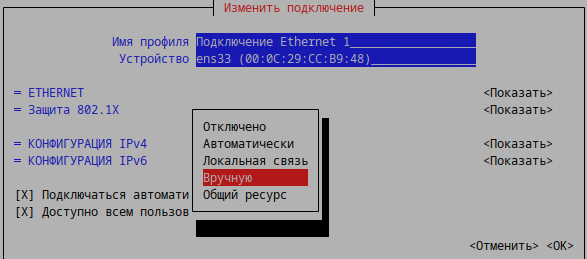 Изменить подключение
Имя профиля Подключение Ethernet 1
Устройство ens33 (00:0C:29:CC:B9:48)
= ETHERNET <Показать>
= Защита 802.1X <Показать>
Отключено
= КОНФИГУРАЦИЯ IPv4 Автоматически <Показать>
= КОНФИГУРАЦИЯ IPv6 Локальная связь <Показать>
Вручную
[X] Подключаться автомати Общий ресурс
[X] Доступно всем пользов
<Отменить> <OK>